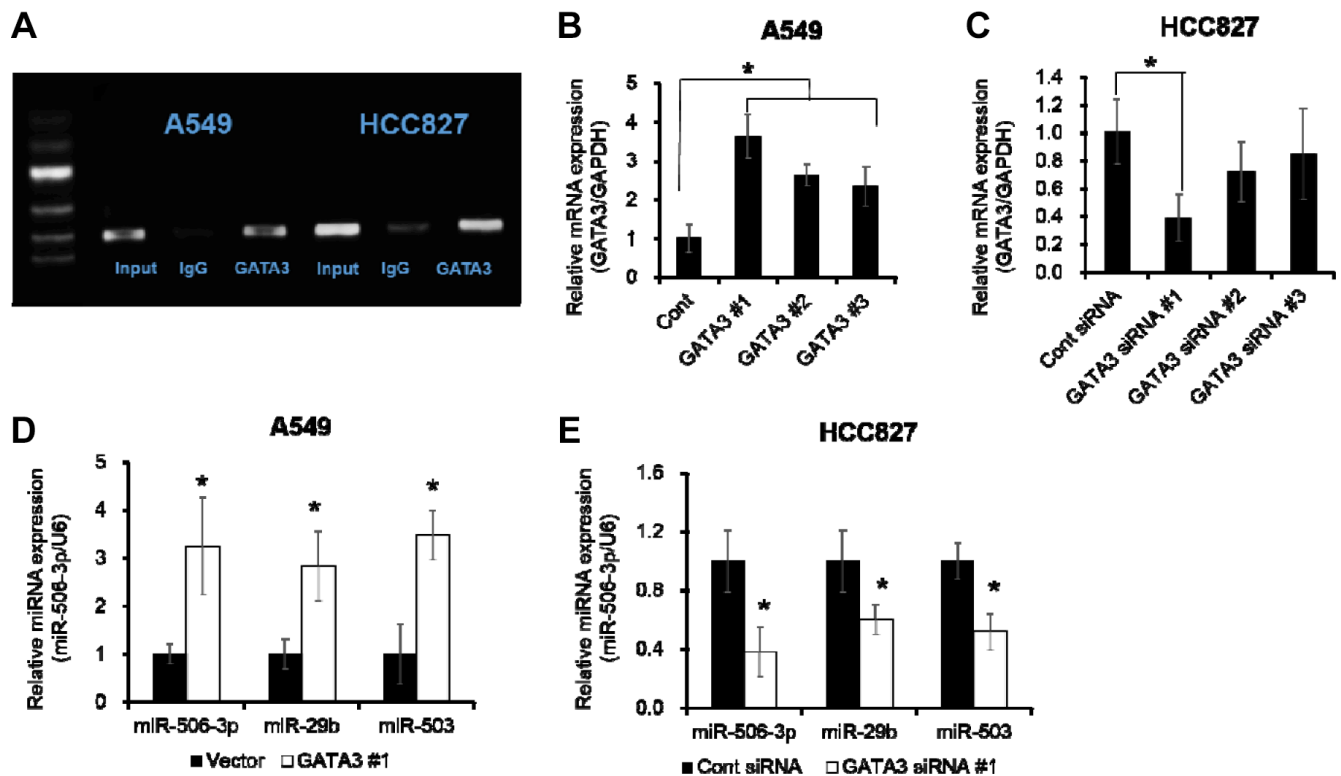 A
A549 HCC827
Input IgG GATA3 Input IgG GATA3
B
A549
Relative mRNA expression
(GATA3/GAPDH)
5
4
3
2
1
0
Cont
GATA3 #1
GATA3 #2
GATA3 #3
*
C
HCC827
Relative mRNA expression
(GATA3/GAPDH)
1.4
1.2
1.0
0.8
0.6
0.4
0.2
0.0
Cont siRNA
GATA3 siRNA #1
GATA3 siRNA #2
GATA3 siRNA #3
*
D
A549
Relative miRNA expression
(miR-506-3p/U6)
5
4
3
2
1
0
* * *
miR-506-3p miR-29b miR-503
Vector GATA3 #1
E
HCC827
Relative miRNA expression
(miR-506-3p/U6)
1.6
1.2
0.8
0.4
0.0
* * *
miR-506-3p miR-29b miR-503
Cont siRNA GATA3 siRNA #1